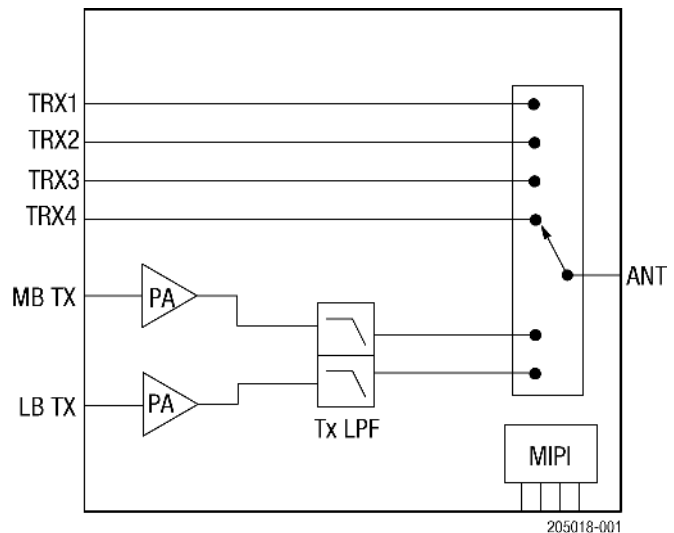 TRX1
TRX2
TRX3
TRX4
ANT
MB TX
PA
LB TX
PA
Tx LPF
MIPI
205018-001